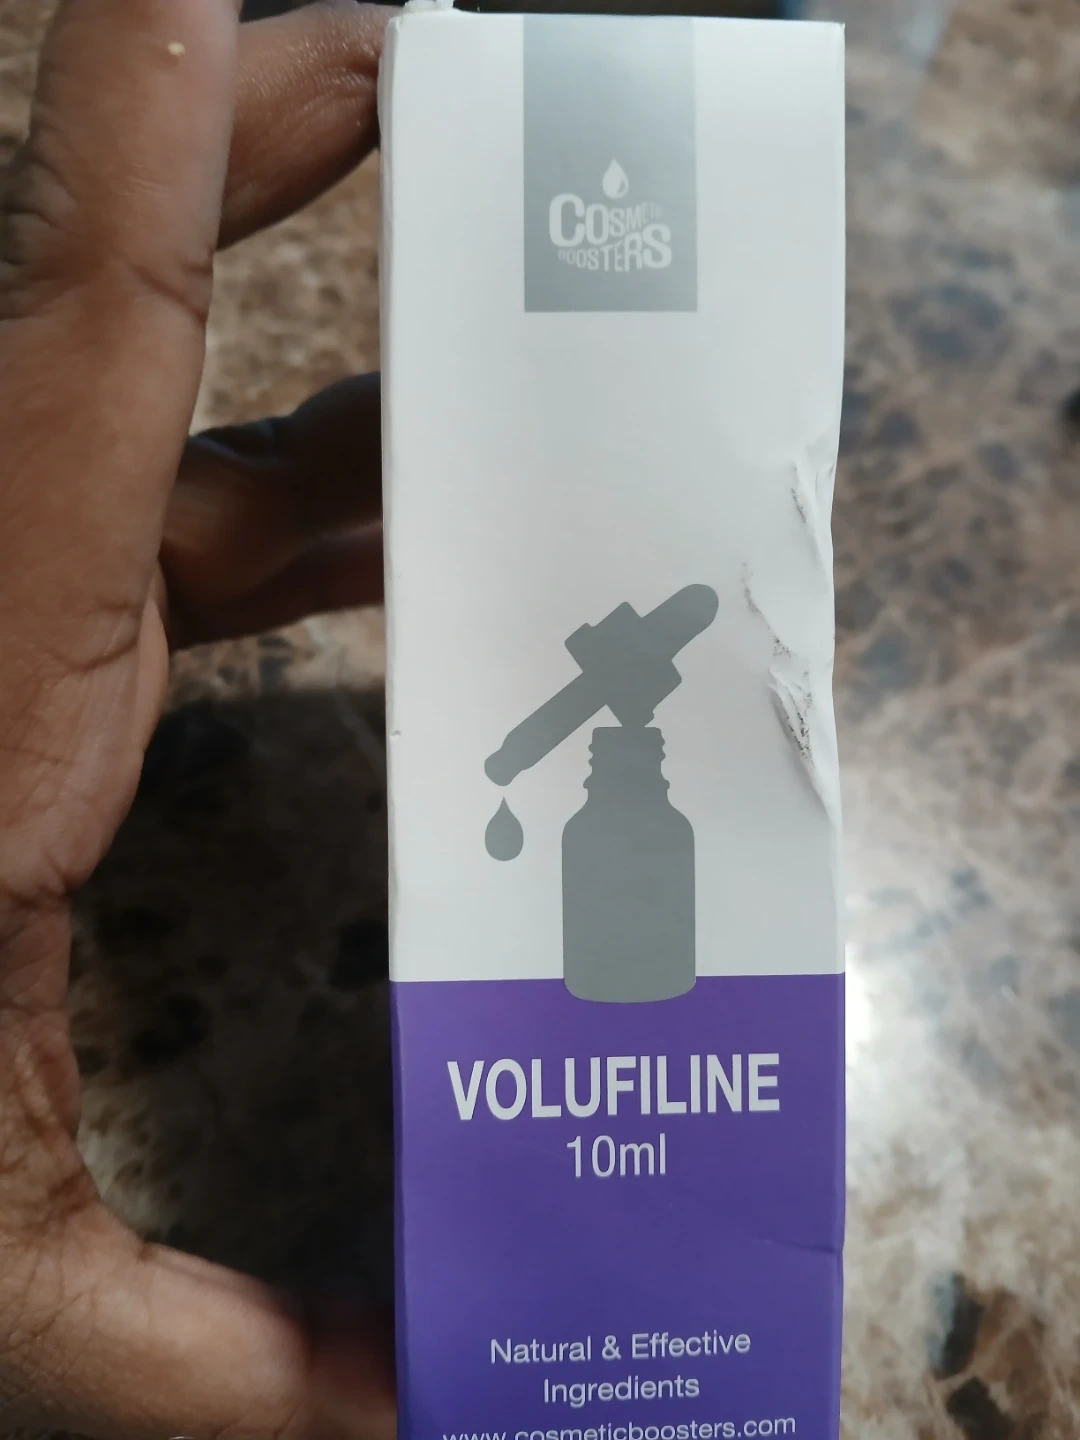 COSMETIC
BOOSTERS
VOLUFILINE
10ml
Natural & Effective
Ingredients
www.cosmeticboosters.com